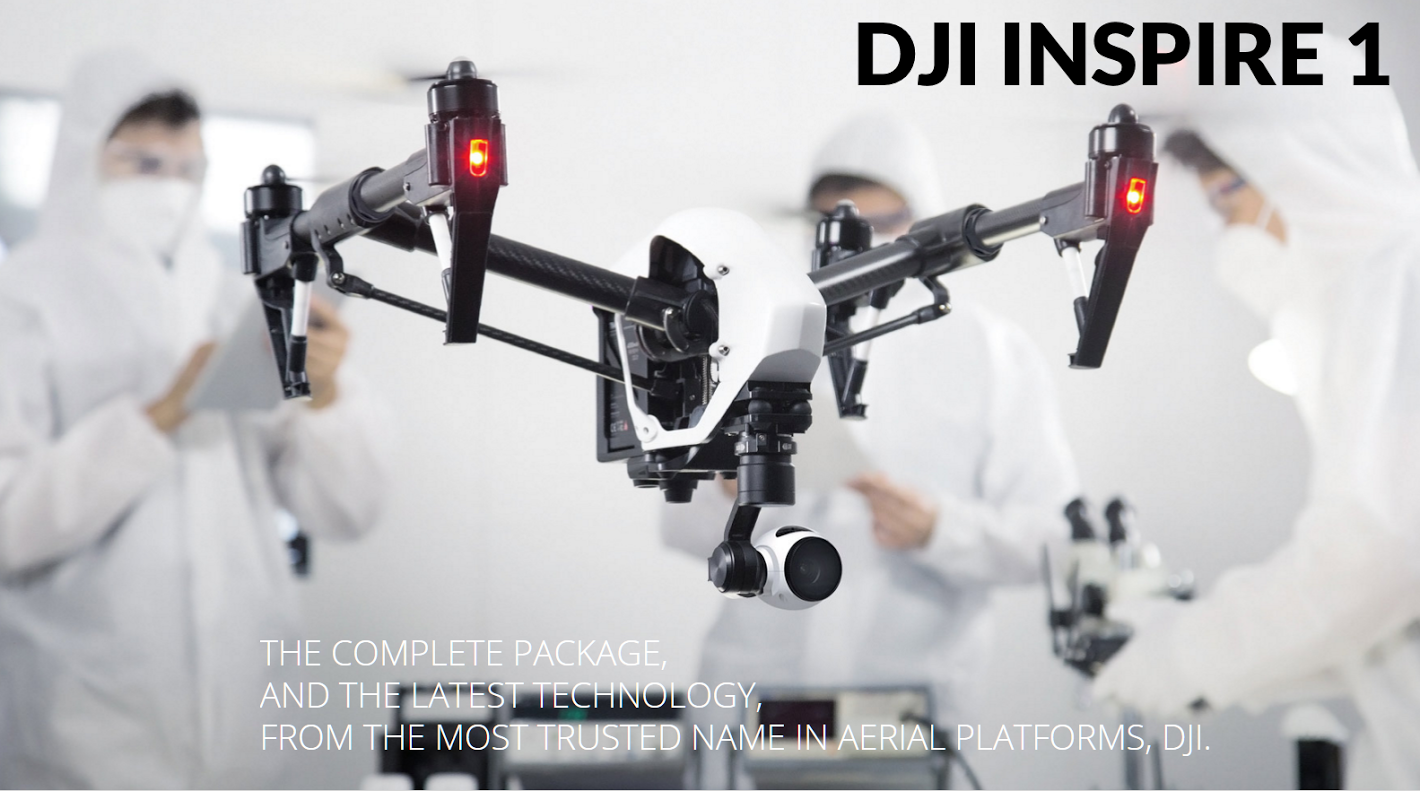 DJI INSPIRE 1
THE COMPLETE PACKAGE,
AND THE LATEST TECHNOLOGY,
FROM THE MOST TRUSTED NAME IN AERIAL PLATFORMS, DJI.